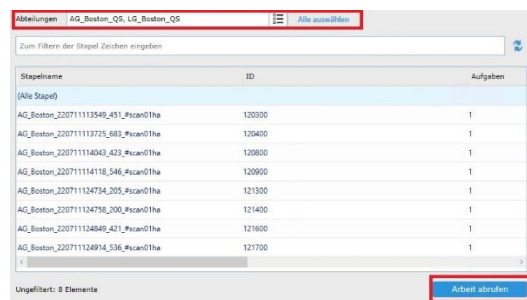 Abteilungen AG_Boston_QS, LG_Boston_QS Alle auswählen
Zum Filtern der Stapel Zeichen eingeben
Stapelname ID Aufgaben
(Alle Stapel)
AG_Boston_220711113549_451_#scan01ha 120300 1
AG_Boston_220711113725_683_#scan01ha 120400 1
AG_Boston_220711114043_423_#scan01ha 120800 1
AG_Boston_220711114118_546_#scan01ha 120900 1
AG_Boston_220711124734_205_#scan01ha 121300 1
AG_Boston_220711124758_200_#scan01ha 121400 1
AG_Boston_220711124849_421_#scan01ha 121600 1
AG_Boston_220711124914_536_#scan01ha 121700 1
Ungefiltert: 8 Elemente Arbeit abrufen